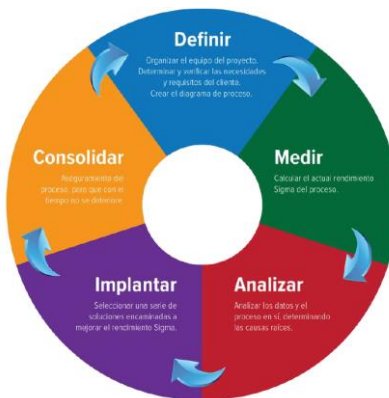 Definir
Organizar el equipo del proyecto.
Determinar y verificar las necesidades
y requisitos del cliente.
Crear el diagrama de proceso.
Medir
Calcular el actual rendimiento
Sigma del proceso.
Analizar
Analizar los datos y el
proceso en sí, determinando
las causas raíces.
Implantar
Seleccionar una serie de
soluciones encaminadas a
mejorar el rendimiento Sigma.
Consolidar
Aseguramiento del
proceso, para que con el
tiempo no se deteriore.